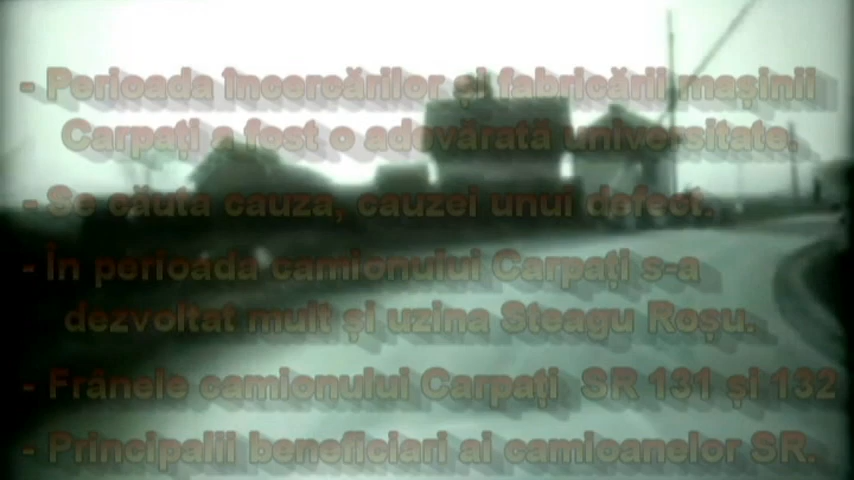 - Perioada încercărilor și fabricării mașinii
Carpați a fost o adevărată universitate.
- Se căuta cauza, cauzei unui defect.
- În perioada camionului Carpați s-a
dezvoltat mult și uzina Steagu Roșu.
- Frânele camionului Carpați SR 131 și 132
- Principalii beneficiari ai camioanelor SR.